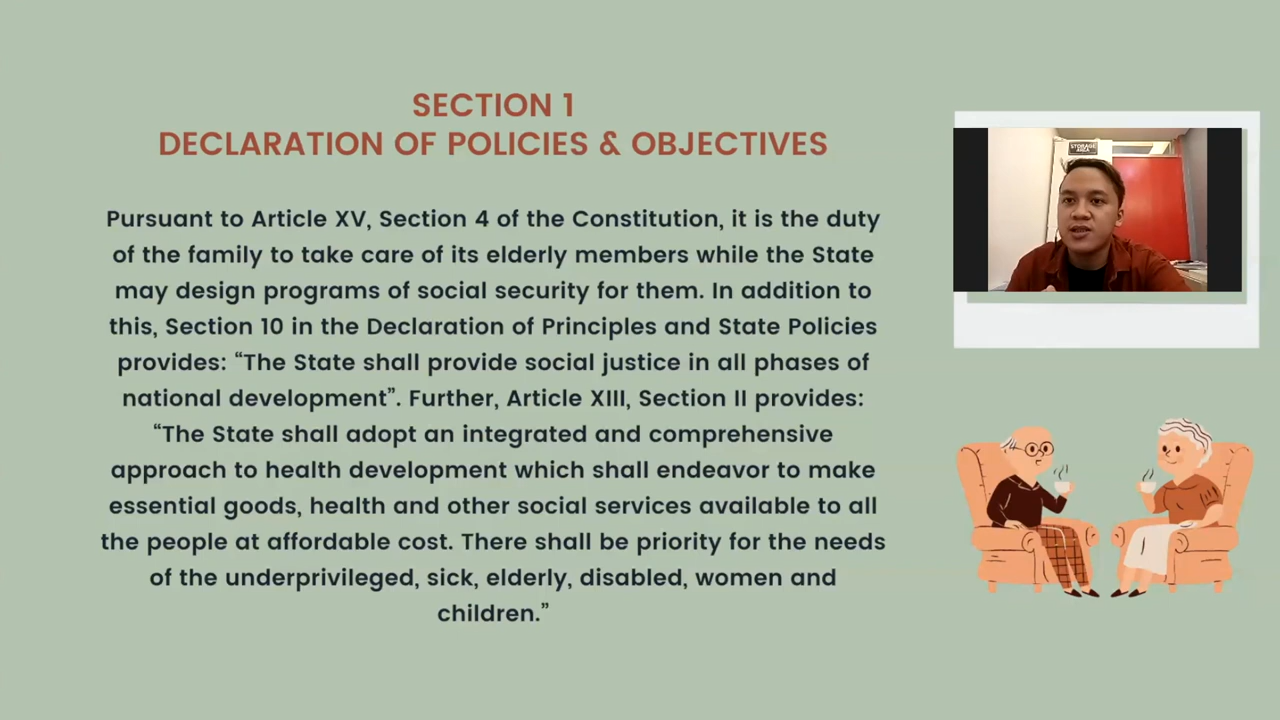 SECTION 1
DECLARATION OF POLICIES & OBJECTIVES
Pursuant to Article XV, Section 4 of the Constitution, it is the duty
of the family to take care of its elderly members while the State
may design programs of social security for them. In addition to
this, Section 10 in the Declaration of Principles and State Policies
provides: “The State shall provide social justice in all phases of
national development”. Further, Article XIII, Section II provides:
“The State shall adopt an integrated and comprehensive
approach to health development which shall endeavor to make
essential goods, health and other social services available to all
the people at affordable cost. There shall be priority for the needs
of the underprivileged, sick, elderly, disabled, women and
children.”
STORAGE
AREA